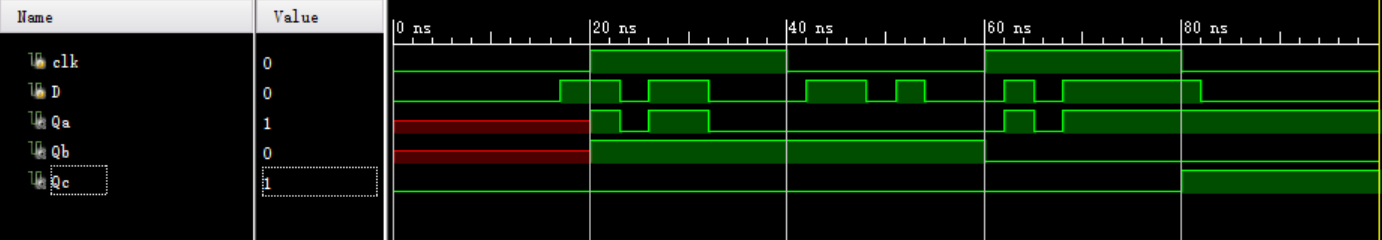 Name Value
0 ns 20 ns 40 ns 60 ns 80 ns
clk 0
D 0
Qa 1
Qb 0
Qc 1